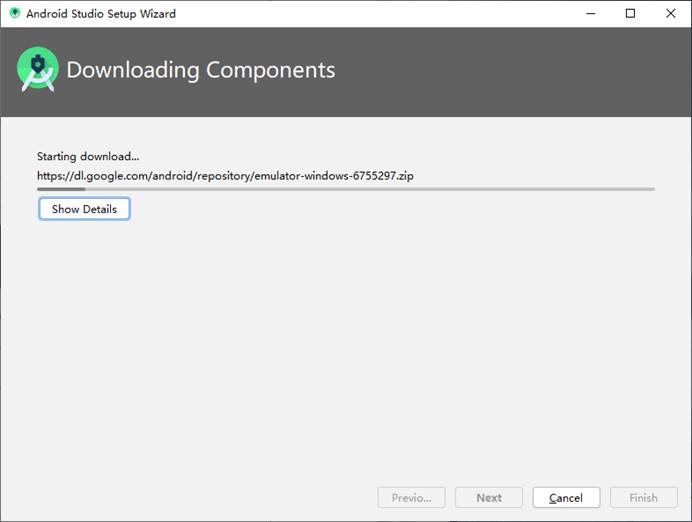 Android Studio Setup Wizard
Downloading Components
Starting download...
https://dl.google.com/android/repository/emulator-windows-6755297.zip
Show Details
Previo... Next Cancel Finish